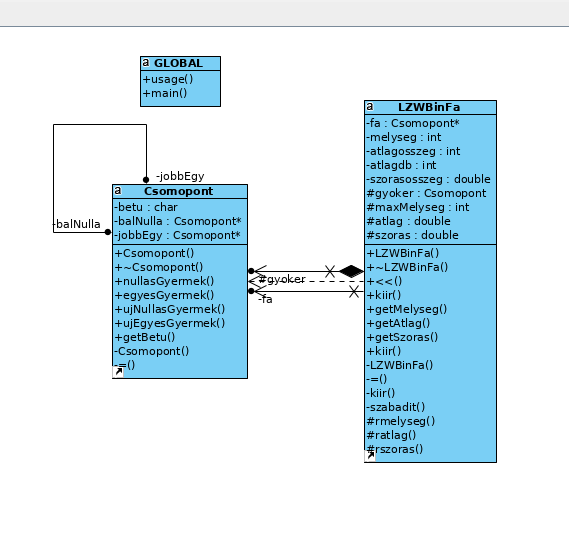 a GLOBAL
+usage()
+main()
-jobbEgy
-balNulla
a Csomopont
-betu : char
-balNulla : Csomopont*
-jobbEgy : Csomopont*
+Csomopont()
+~Csomopont()
+nullasGyermek()
+egyesGyermek()
+ujNullasGyermek()
+ujEgyesGyermek()
+getBetu()
-Csomopont()
-=()
#gyoker
-fa
a LZWBinFa
-fa : Csomopont*
-melyseg : int
-atlagosszeg : int
-atlagdb : int
-szorasosszeg : double
#gyoker : Csomopont
#maxMelyseg : int
#atlag : double
#szoras : double
+LZWBinFa()
+~LZWBinFa()
+<<()
+kiir()
+getMelyseg()
+getAtlag()
+getSzoras()
+kiir()
-LZWBinFa()
-=()
-kiir()
-szabadit()
#rmelyseg()
#ratlag()
#rszoras()